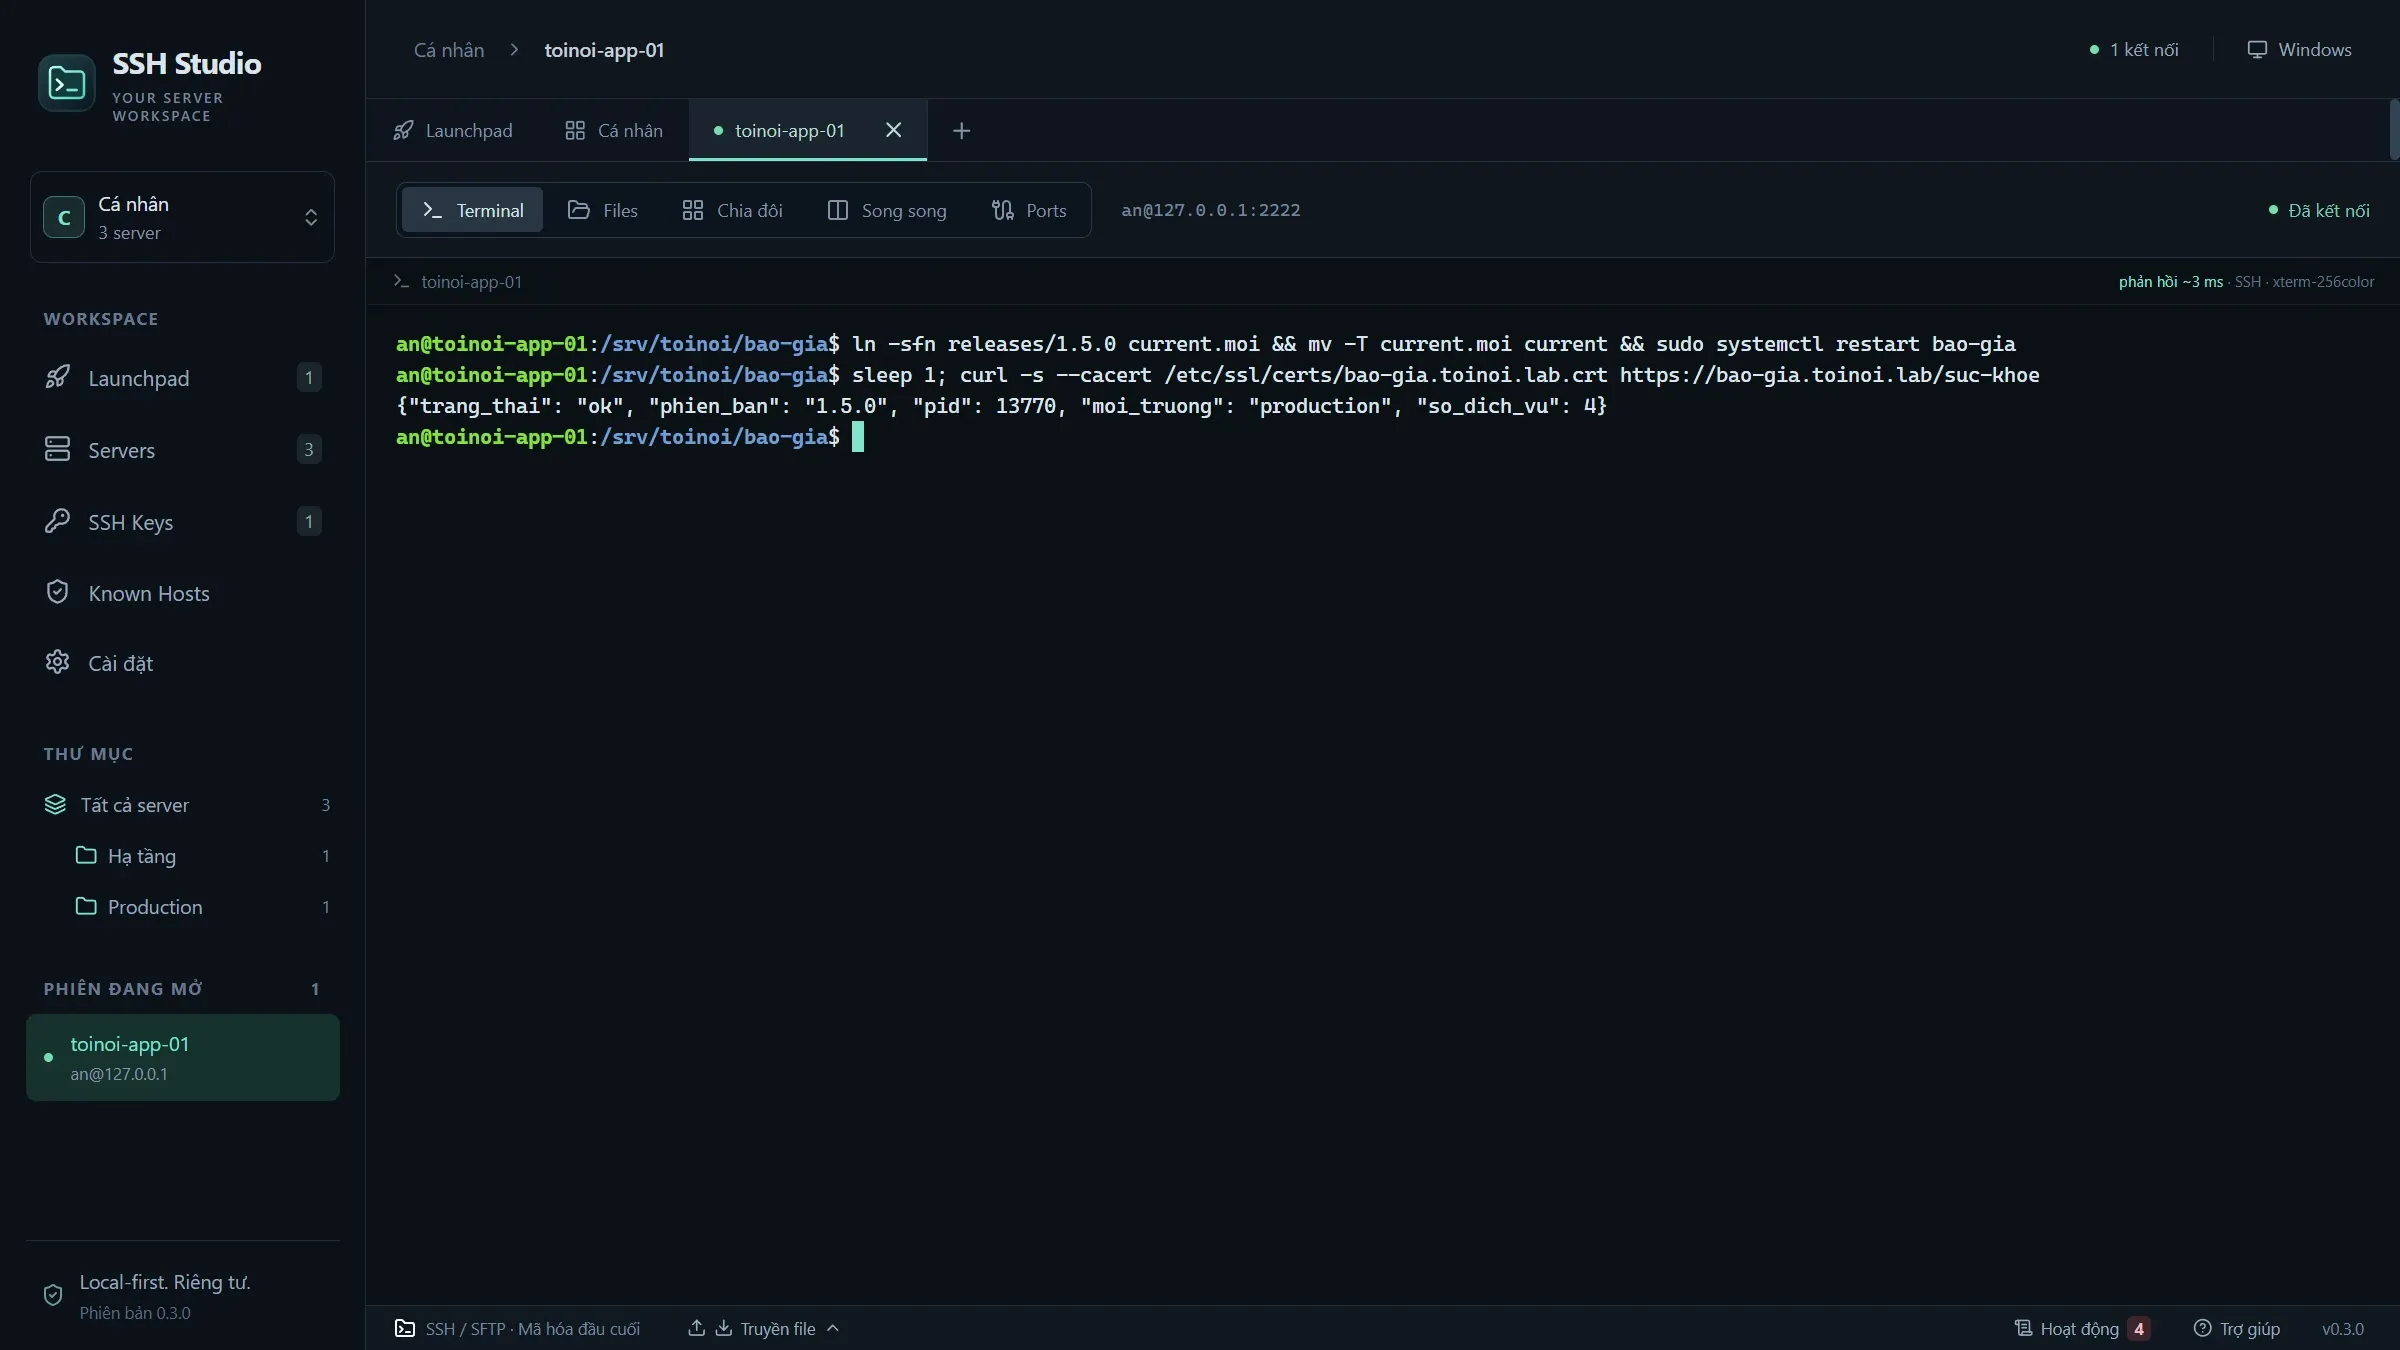 SSH Studio
YOUR SERVER
WORKSPACE
C
Cá nhân
3 server
WORKSPACE
Launchpad 1
Servers 3
SSH Keys 1
Known Hosts
Cài đặt
THƯ MỤC
Tất cả server 3
Hạ tầng 1
Production 1
PHIÊN ĐANG MỞ 1
toinoi-app-01
an@127.0.0.1
Local-first. Riêng tư.
Phiên bản 0.3.0
Cá nhân > toinoi-app-01
1 kết nối
Windows
Launchpad
Cá nhân
toinoi-app-01
Terminal
Files
Chia đôi
Song song
Ports
an@127.0.0.1:2222
Đã kết nối
toinoi-app-01
phản hồi ~3 ms · SSH · xterm-256color
an@toinoi-app-01:/srv/toinoi/bao-gia$ ln -sfn releases/1.5.0 current.moi && mv -T current.moi current && sudo systemctl restart bao-gia
an@toinoi-app-01:/srv/toinoi/bao-gia$ sleep 1; curl -s --cacert /etc/ssl/certs/bao-gia.toinoi.lab.crt https://bao-gia.toinoi.lab/suc-khoe
{"trang_thai": "ok", "phien_ban": "1.5.0", "pid": 13770, "moi_truong": "production", "so_dich_vu": 4}
an@toinoi-app-01:/srv/toinoi/bao-gia$
SSH / SFTP · Mã hóa đầu cuối
Truyền file
Hoạt động 4
Trợ giúp
v0.3.0